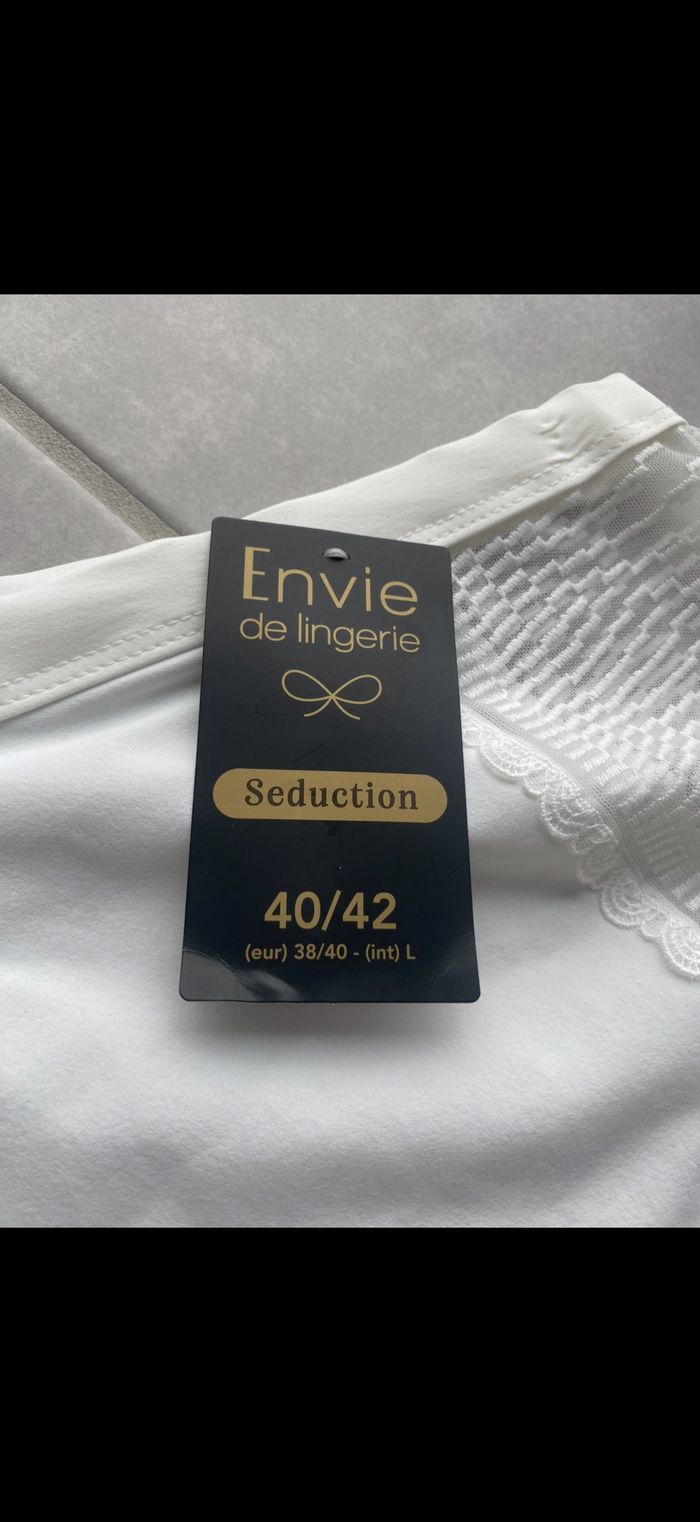 Envie
de lingerie
Seduction
40/42
(eur) 38/40 - (int) L